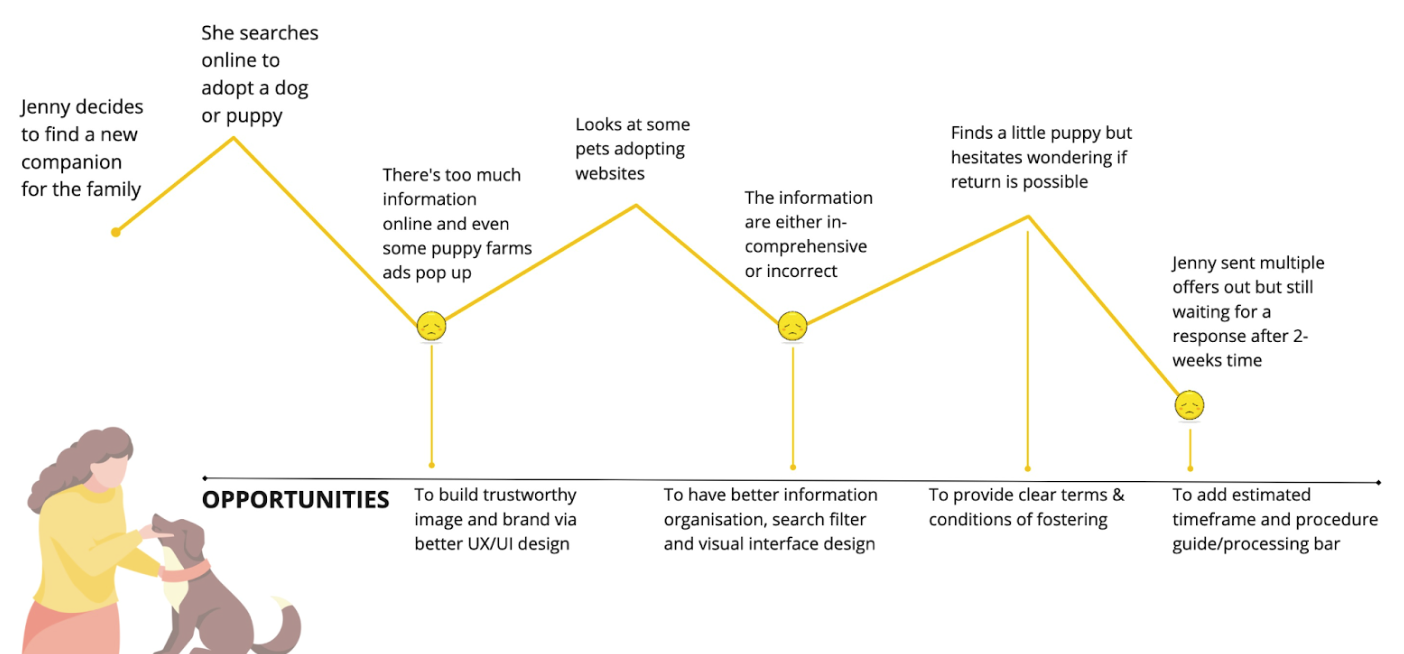 She searches
online to
adopt a dog
or puppy
Jenny decides
to find a new
companion
for the family
There's too much
information
online and even
some puppy farms
ads pop up
Looks at some
pets adopting
websites
The information
are either in-
comprehensive
or incorrect
Finds a little puppy but
hesitates wondering if
return is possible
Jenny sent multiple
offers out but still
waiting for a
response after 2-
weeks time
OPPORTUNITIES
To build trustworthy
image and brand via
better UX/UI design
To have better information
organisation, search filter
and visual interface design
To provide clear terms &
conditions of fostering
To add estimated
timeframe and procedure
guide/processing bar